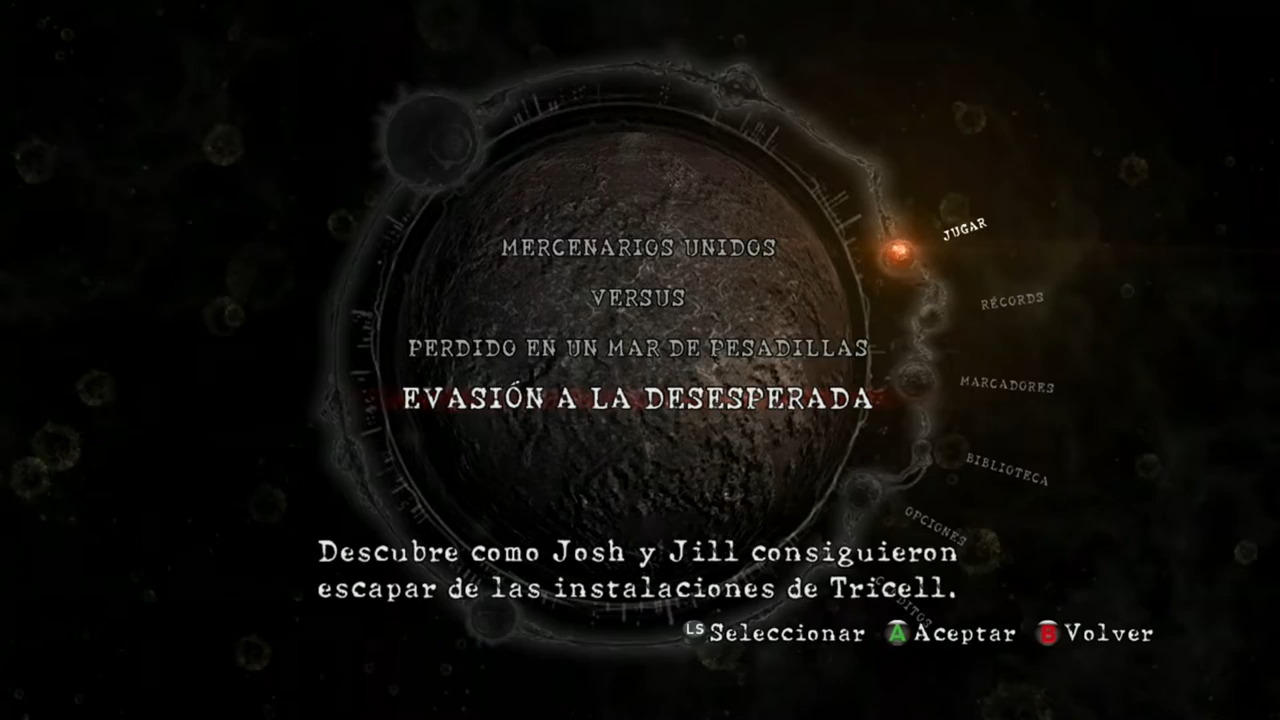 JUGAR
MERCENARIOS UNIDOS
RÉCORDS
VERSUS
PERDIDO EN UN MAR DE PESADILLAS
MARCADORES
EVASIÓN A LA DESESPERADA
BIBLIOTECA
OPCIONES
Descubre como Josh y Jill consiguieron
escapar de las instalaciones de Tricell.
LS Seleccionar A Aceptar B Volver